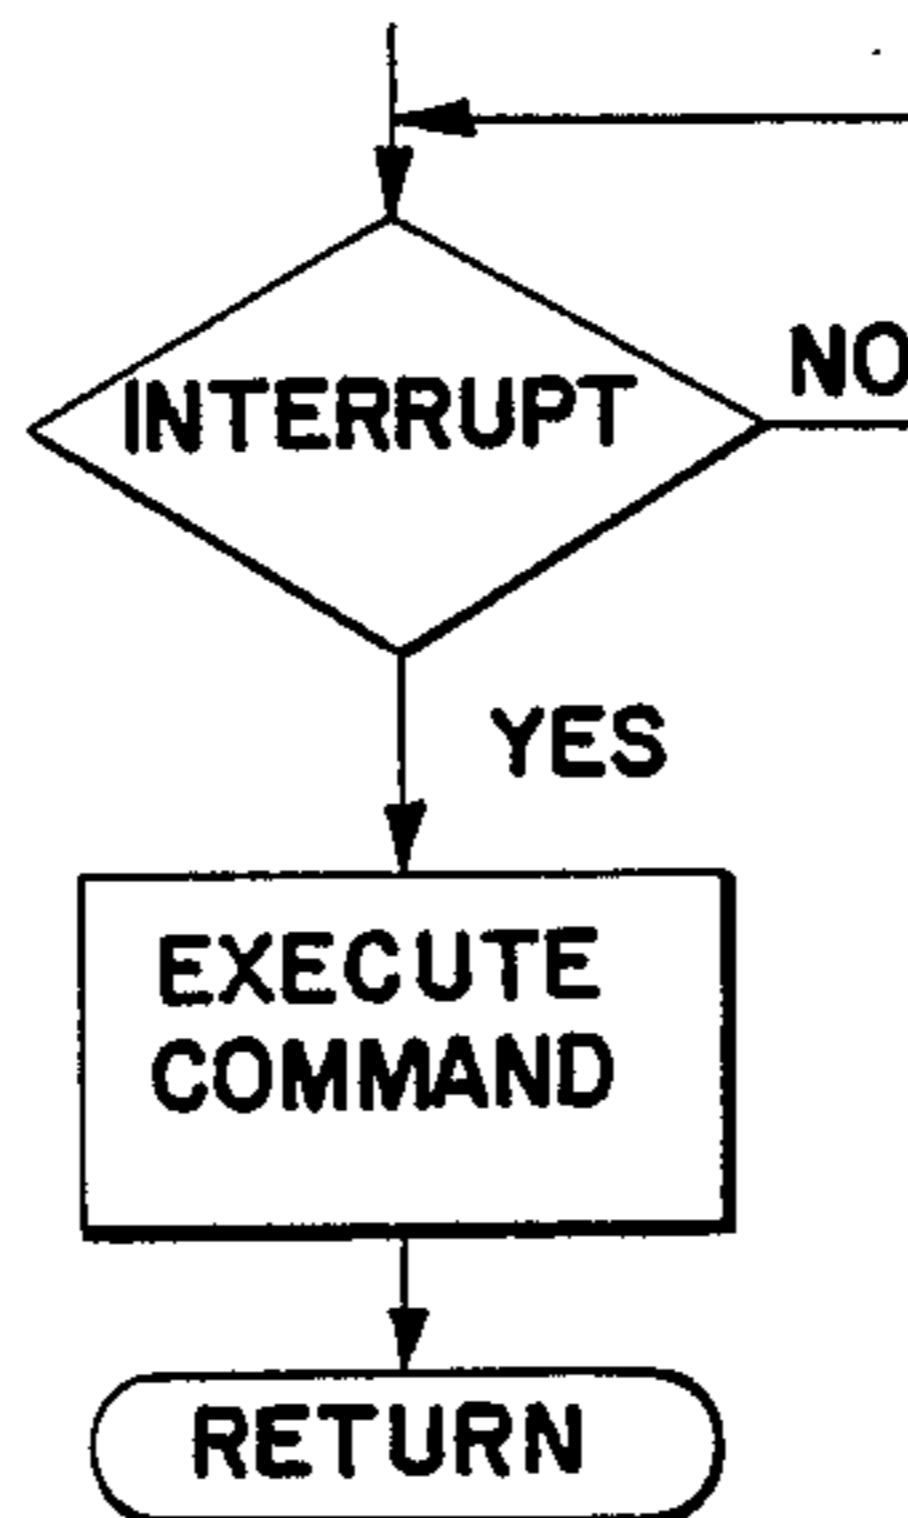 INTERRUPT
NO
YES
EXECUTE
COMMAND
RETURN